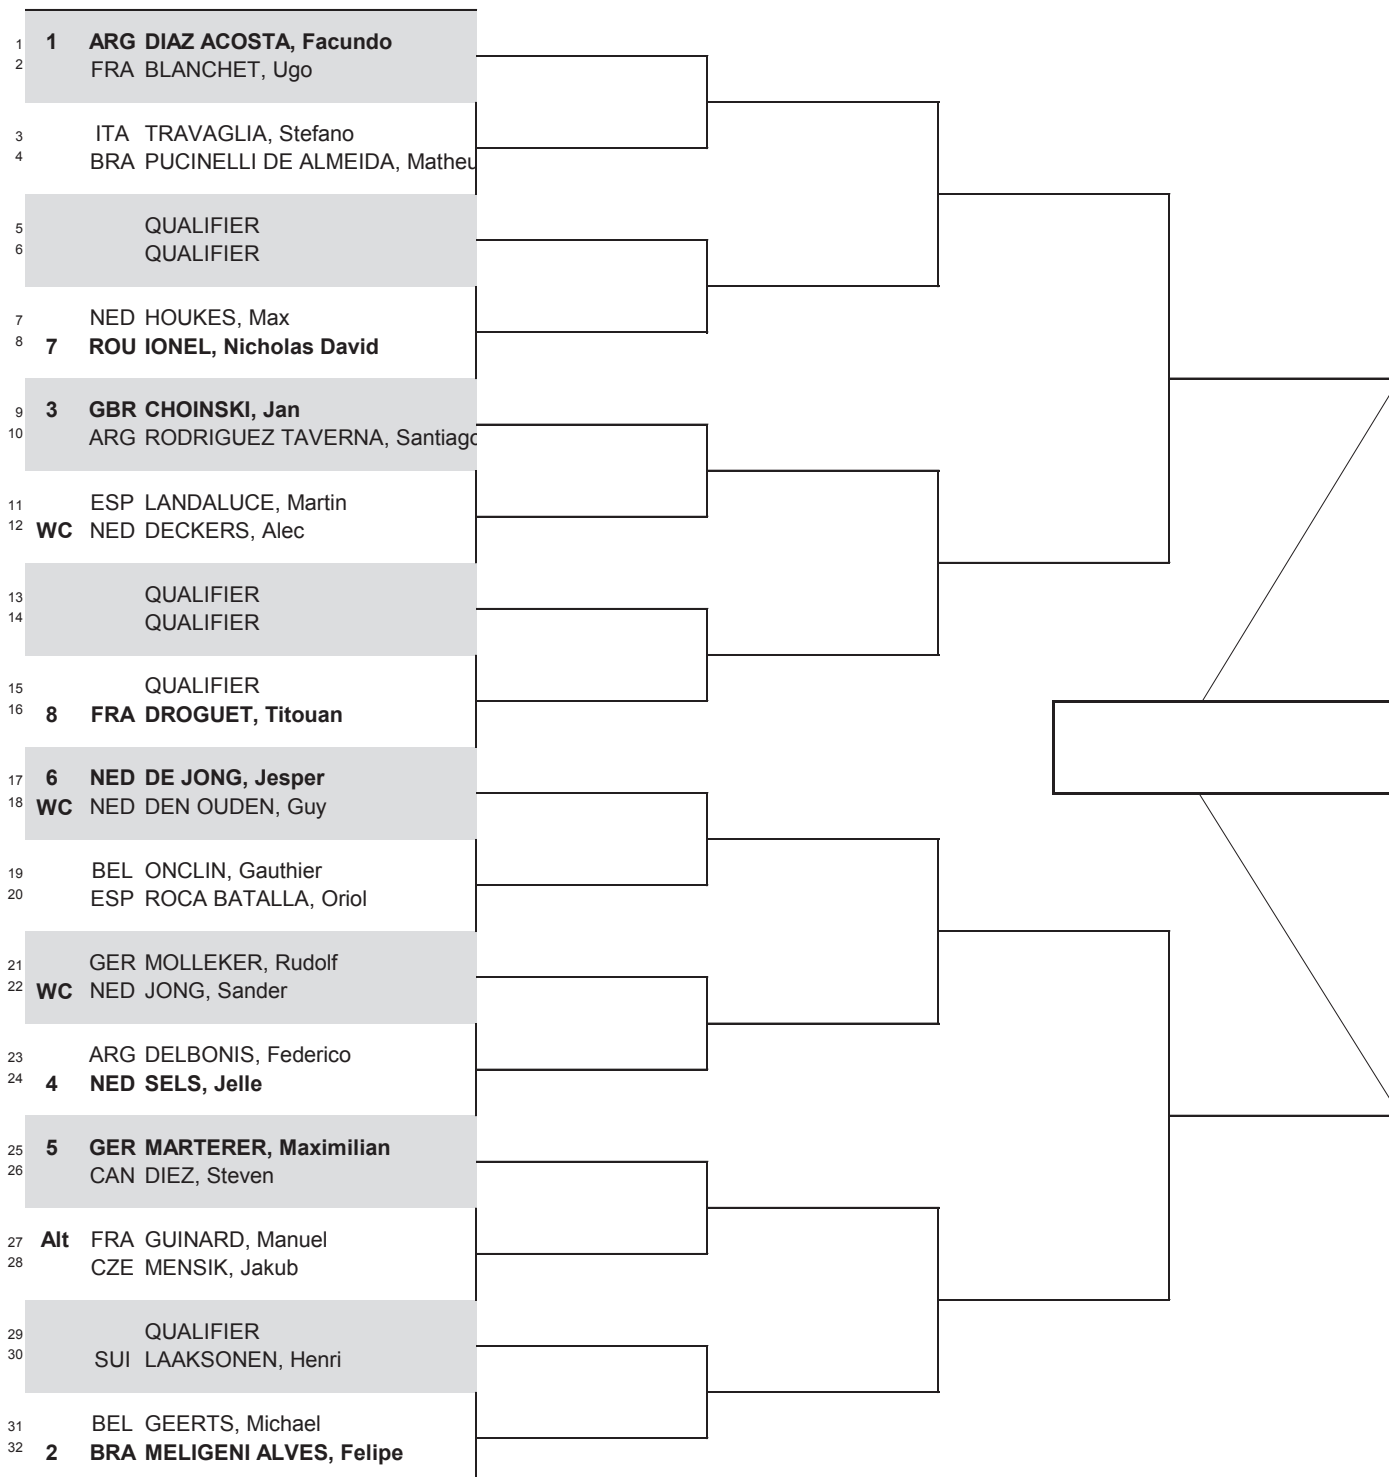 1 1 ARG DIAZ ACOSTA, Facundo
2 FRA BLANCHET, Ugo
3 ITA TRAVAGLIA, Stefano
4 BRA PUCINELLI DE ALMEIDA, Matheu
5 QUALIFIER
6 QUALIFIER
7 NED HOUKES, Max
8 7 ROU IONEL, Nicholas David
9 3 GBR CHOINSKI, Jan
10 ARG RODRIGUEZ TAVERNA, Santiago
11 ESP LANDALUCE, Martin
12 WC NED DECKERS, Alec
13 QUALIFIER
14 QUALIFIER
15 QUALIFIER
16 8 FRA DROGUET, Titouan
17 6 NED DE JONG, Jesper
18 WC NED DEN OUDEN, Guy
19 BEL ONCLIN, Gauthier
20 ESP ROCA BATALLA, Oriol
21 GER MOLLEKER, Rudolf
22 WC NED JONG, Sander
23 ARG DELBONIS, Federico
24 4 NED SELS, Jelle
25 5 GER MARTERER, Maximilian
26 CAN DIEZ, Steven
27 Alt FRA GUINARD, Manuel
28 CZE MENSIK, Jakub
29 QUALIFIER
30 SUI LAAKSONEN, Henri
31 BEL GEERTS, Michael
32 2 BRA MELIGENI ALVES, Felipe